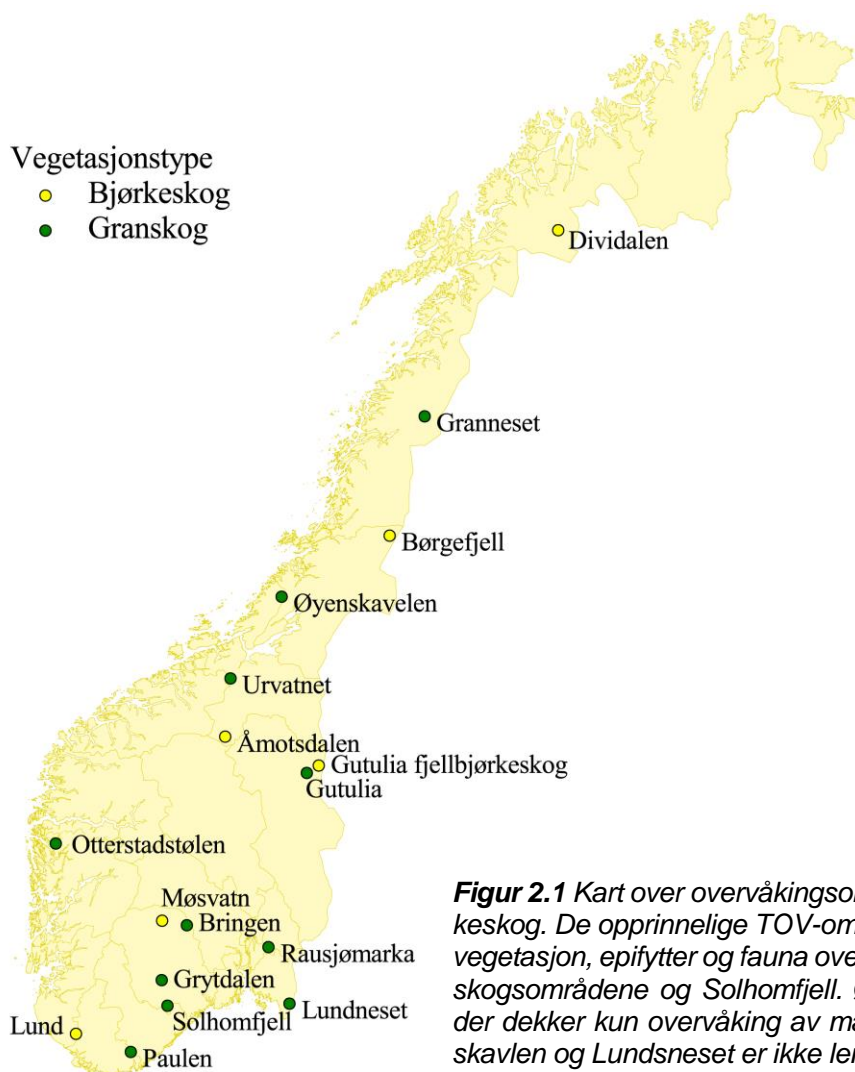 Vegetasjonstype
Bjørkeskog
Granskog
Dividalen
Granneset
Børgefjell
Øyenskavelen
Urvatnet
Åmotsdalen
Gutulia fjellbjørkeskog
Gutulia
Otterstadstølen
Møsvatn
Bringen
Rausjømarka
Grytdalen
Solhomfjell
Lundneset
Lund
Paulen
Figur 2.1 Kart over overvåkingso
keskog. De opprinnelige TOV-om
vegetasjon, epifytter og fauna ove
skogsområdene og Solhomfjell.
der dekker kun overvåking av ma
skavlen og Lundsneset er ikke le